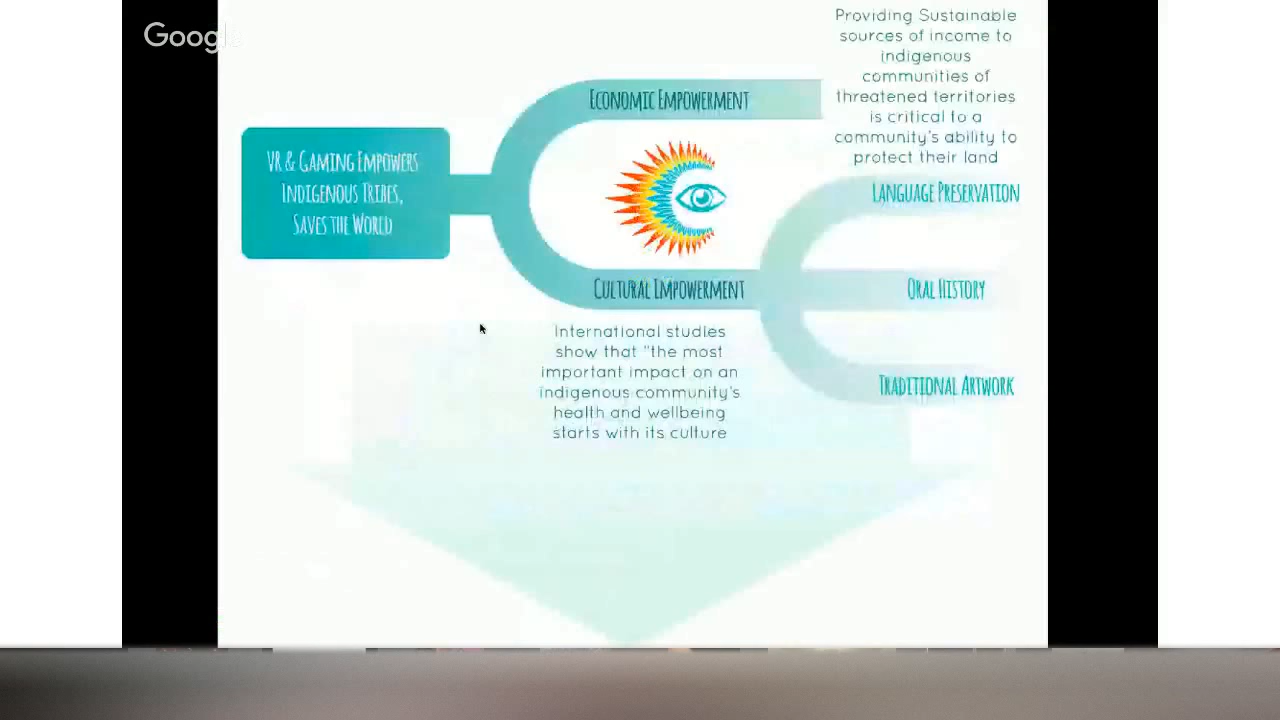 Google
Providing Sustainable
sources of income to
indigenous
communities of
threatened territories
is critical to a
community's ability to
protect their land
ECONOMIC EMPOWERMENT
VR & GAMING EMPOWERS
INDIGENOUS TRIBES,
SAVES THE WORLD
LANGUAGE PRESERVATION
CULTURAL EMPOWERMENT
ORAL HISTORY
TRADITIONAL ARTWORK
International studies
show that "the most
important impact on an
indigenous community's
health and wellbeing
starts with its culture